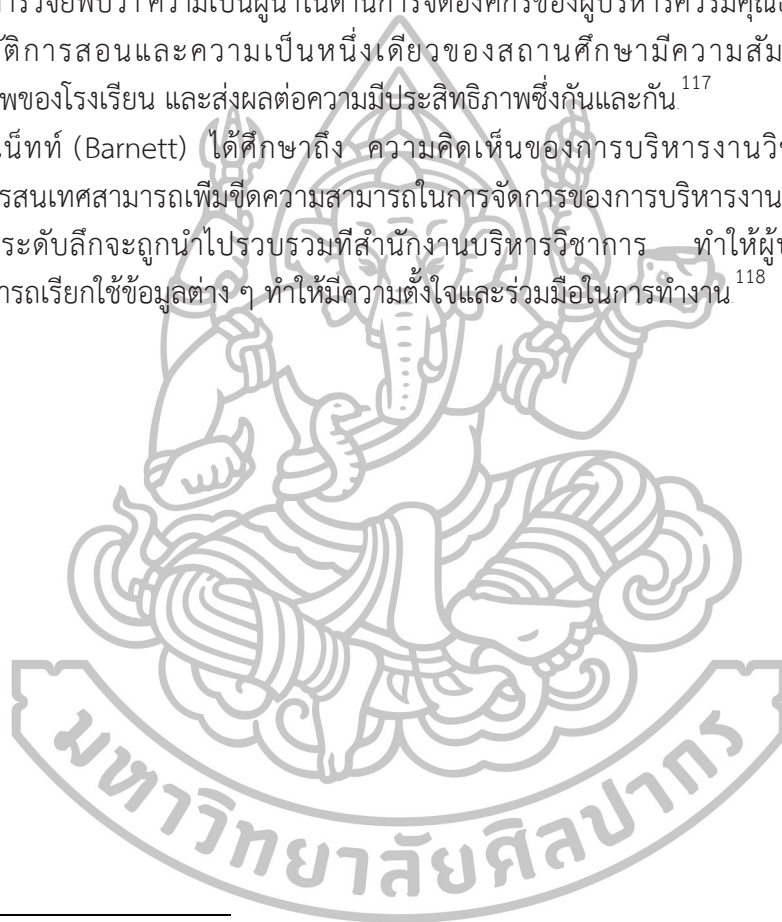 ารวิจัยพบว่า ความเป็นผู้นำในด้านการจัดองค์กรของผู้บริหารควรมีคุณ
ัติการสอนและความเป็นหนึ่งเดียวของสถานศึกษามีความสัม
พของโรงเรียน และส่งผลต่อความมีประสิทธิภาพซึ่งกันและกัน.117
น็ทท์ (Barnett) ได้ศึกษาถึง ความคิดเห็นของการบริหารงานวิช
รสนเทศสามารถเพิ่มขีดความสามารถในการจัดการของการบริหารงาน
ระดับลึกจะถูกนำไปรวบรวมที่สำนักงานบริหารวิชาการ ทำให้ผู้
ารถเรียกใช้ข้อมูลต่าง ๆ ทำให้มีความตั้งใจและร่วมมือในการทำงาน.118
มหาวิทยาลัยศิลปากร